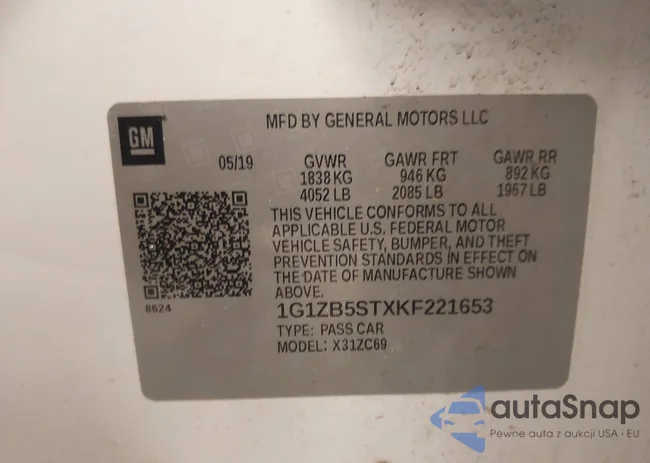 GM
MFD BY GENERAL MOTORS LLC
05/19 GVWR GAWR FRT GAWR RR
1838 KG 946 KG 892 KG
4052 LB 2085 LB 1967 LB
THIS VEHICLE CONFORMS TO ALL
APPLICABLE U.S. FEDERAL MOTOR
VEHICLE SAFETY, BUMPER, AND THEFT
PREVENTION STANDARDS IN EFFECT ON
THE DATE OF MANUFACTURE SHOWN
ABOVE.
8624
1G1ZB5STXKF221653
TYPE: PASS CAR
MODEL: X31ZC69
autaSnap
Pewne auta z aukcji USA i EU